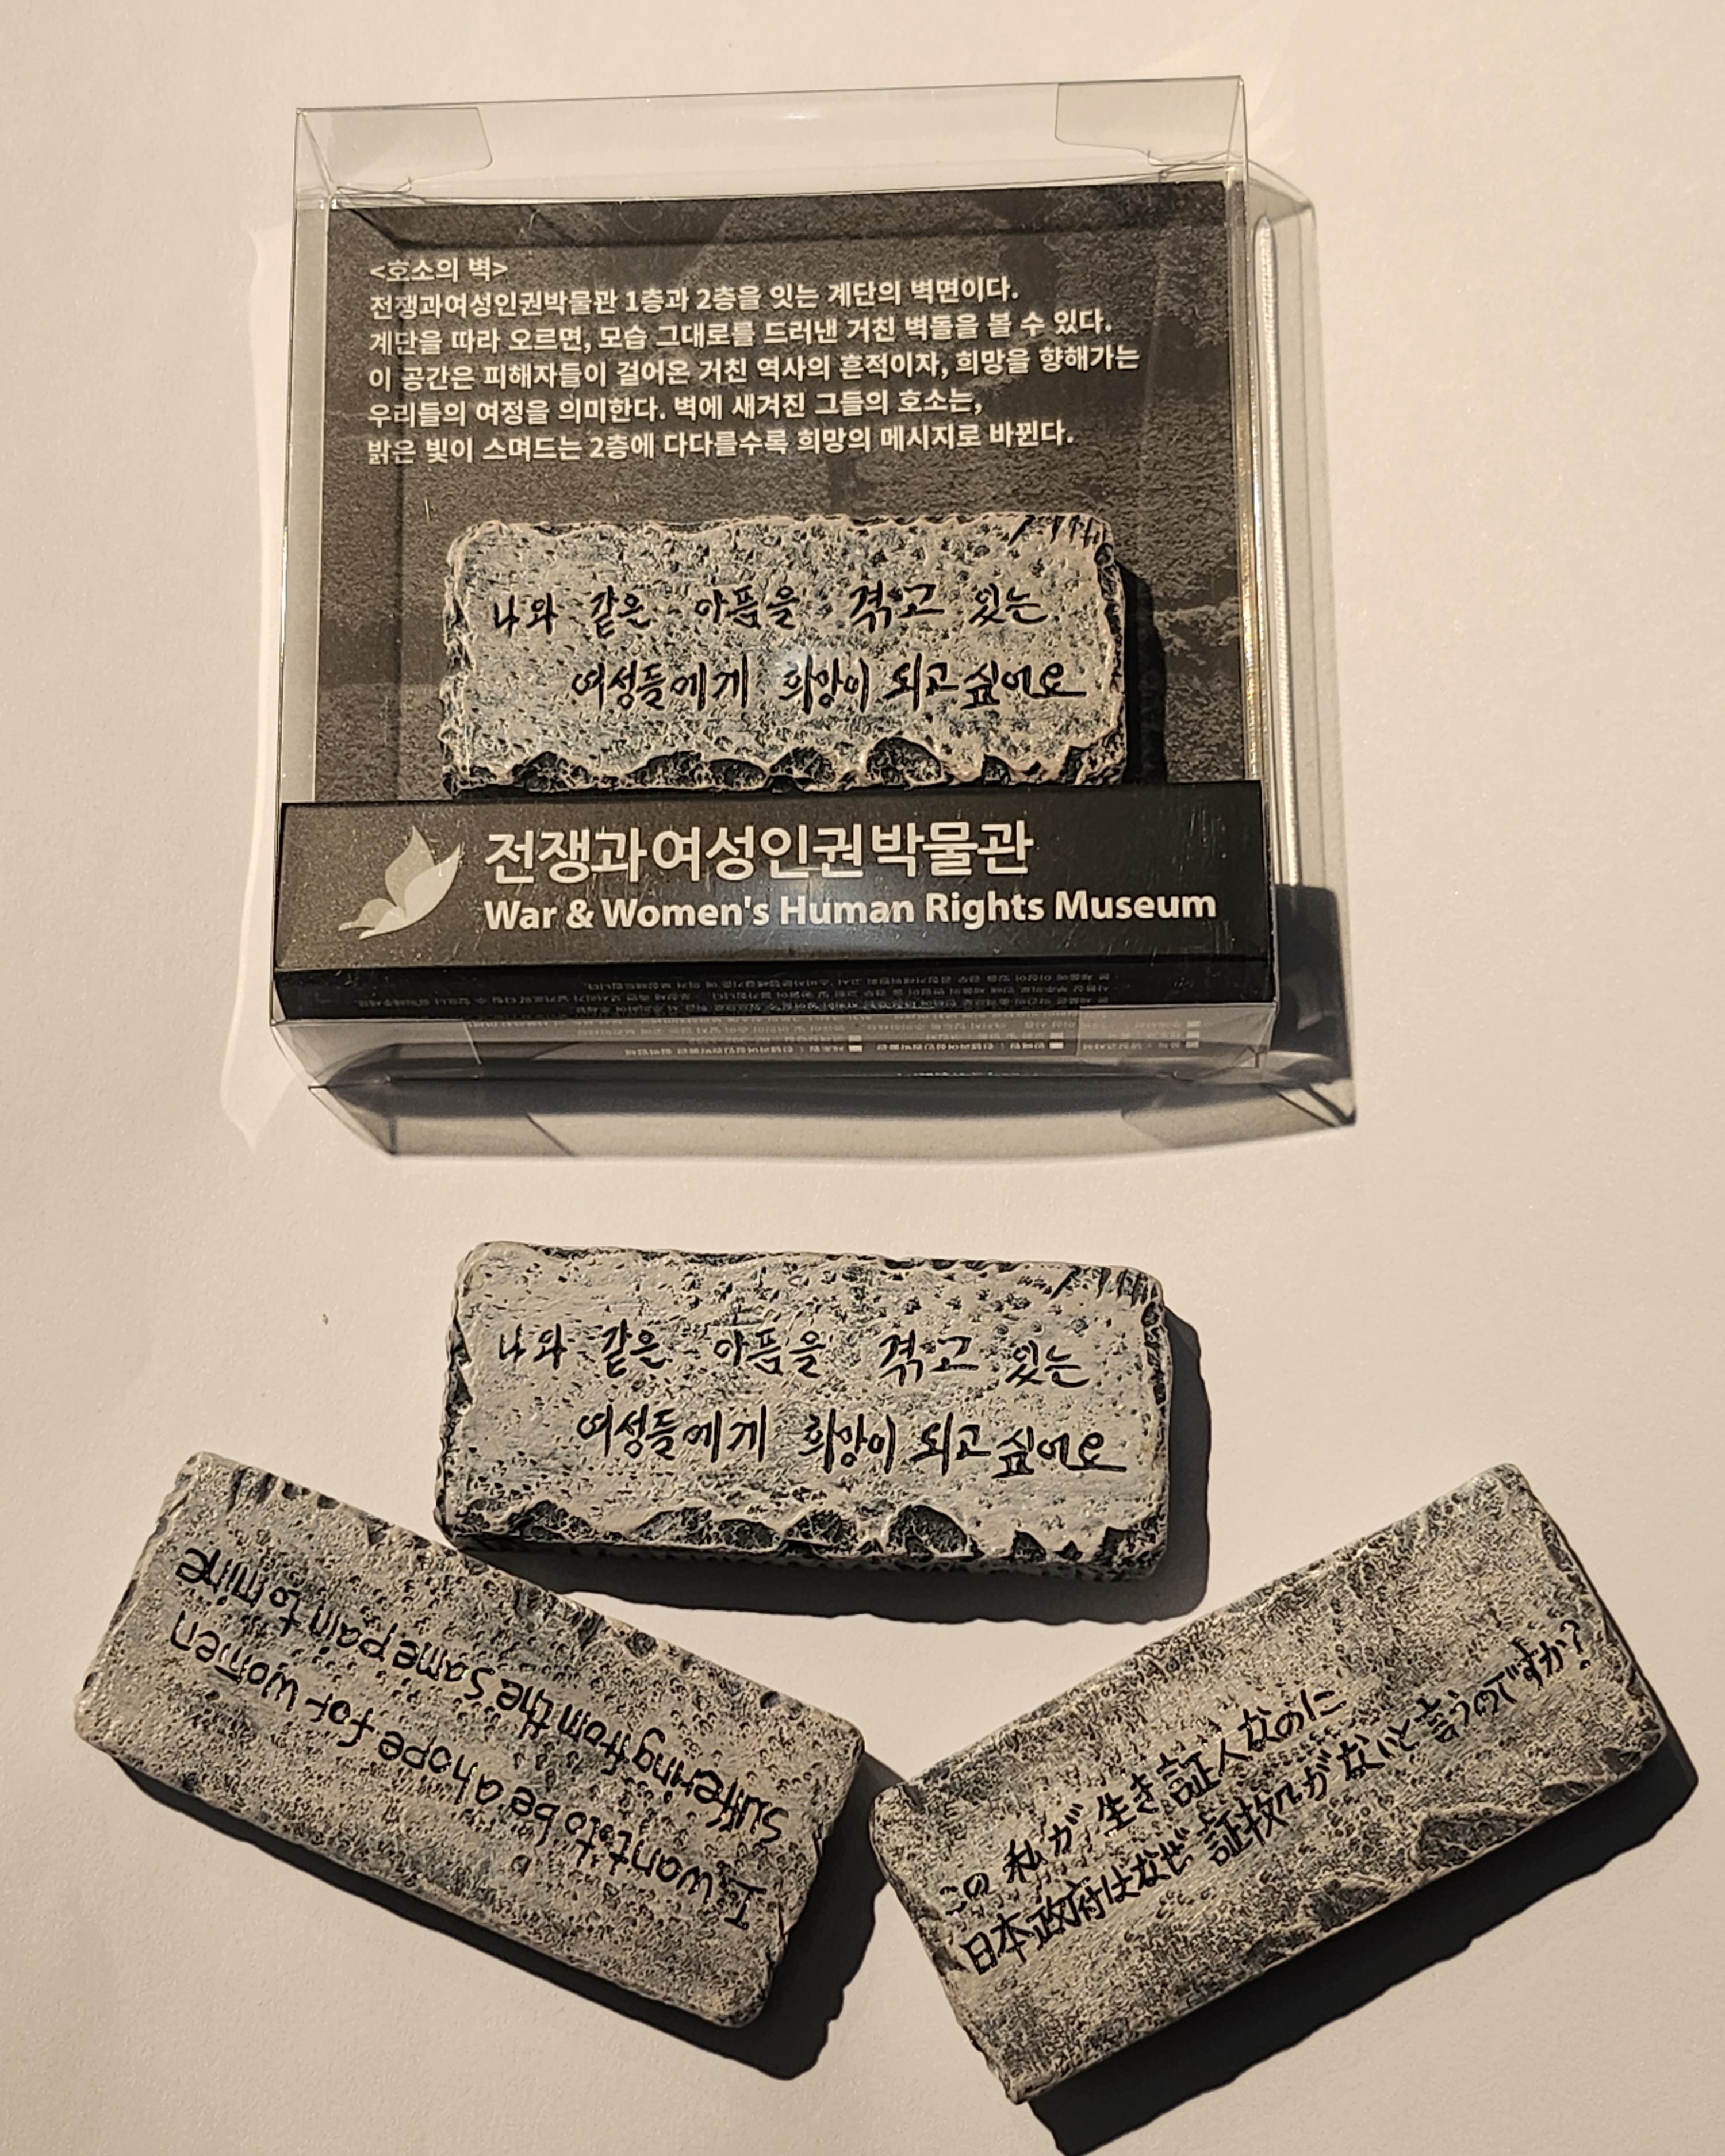 <호소의 벽>
전쟁과여성인권박물관 1층과 2층을 잇는 계단의 벽면이다.
계단을 따라 오르면, 모습 그대로를 드러낸 거친 벽돌을 볼 수 있다.
이 공간은 피해자들이 걸어온 거친 역사의 흔적이자, 희망을 향해가는
우리들의 여정을 의미한다. 벽에 새겨진 그들의 호소는,
밝은 빛이 스며드는 2층에 다다를수록 희망의 메시지로 바뀐다.
나와 같은 아픔을 겪고 있는
여성들에게 희망이 되고 싶어요
전쟁과여성인권박물관
War & Women's Human Rights Museum
나와 같은 아픔을 겪고 있는
여성들에게 희망이 되고 싶어요
I want to be a hope for women
suffering from the same pain to mine
この私が生き証人なのに
日本政府はなぜ証拠がないと言うのですか?